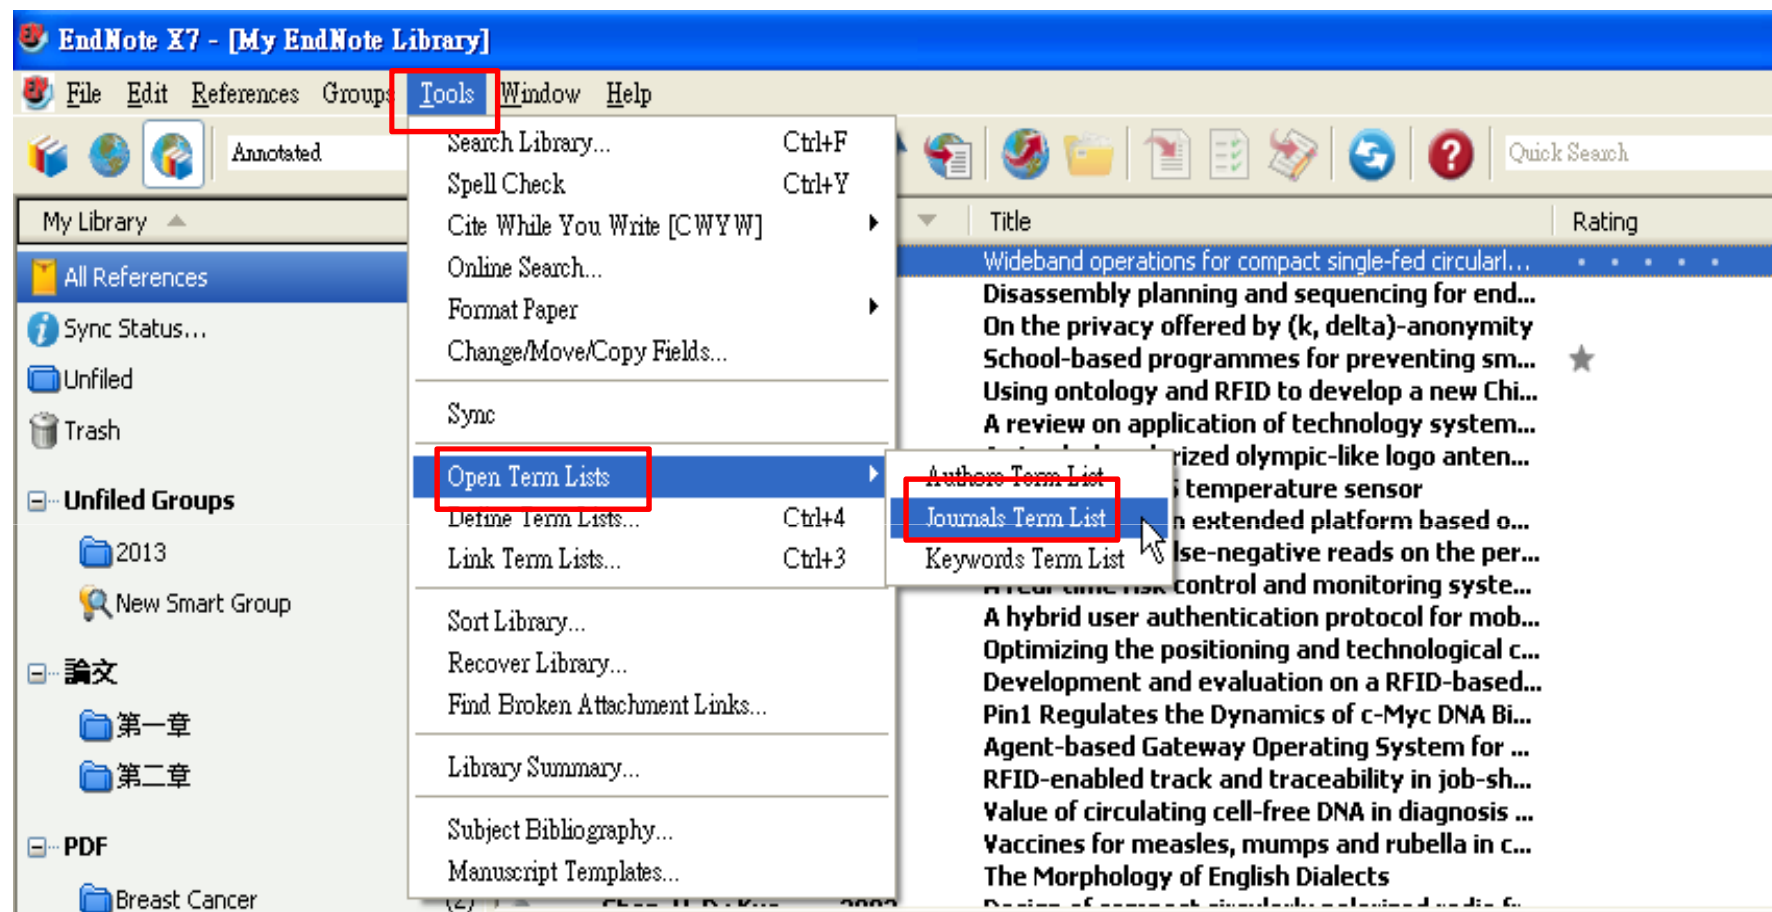 EndNote X7 - [My EndNote Library]
File Edit References Groups Tools Window Help
Annotated
Quick Search
My Library
Title
Rating
All References
Sync Status...
Unfiled
Trash
Unfiled Groups
2013
New Smart Group
論文
第一章
第二章
PDF
Breast Cancer
Search Library... Ctrl+F
Spell Check Ctrl+Y
Cite While You Write [CWYW]
Online Search...
Format Paper
Change/Move/Copy Fields...
Sync
Open Term Lists
Define Term Lists... Ctrl+4
Link Term Lists... Ctrl+3
Sort Library...
Recover Library...
Find Broken Attachment Links...
Library Summary...
Subject Bibliography...
Manuscript Templates...
Authors Term List
Journals Term List
Keywords Term List
Wideband operations for compact single-fed circularl...
Disassembly planning and sequencing for end...
On the privacy offered by (k, delta)-anonymity
School-based programmes for preventing sm...
Using ontology and RFID to develop a new Chi...
A review on application of technology system...
olympic-like logo anten...
temperature sensor
extended platform based o...
reads on the per...
control and monitoring syste...
A hybrid user authentication protocol for mob...
Optimizing the positioning and technological c...
Development and evaluation on a RFID-based...
Pin1 Regulates the Dynamics of c-Myc DNA Bi...
Agent-based Gateway Operating System for ...
RFID-enabled track and traceability in job-sh...
Value of circulating cell-free DNA in diagnosis ...
Vaccines for measles, mumps and rubella in c...
The Morphology of English Dialects